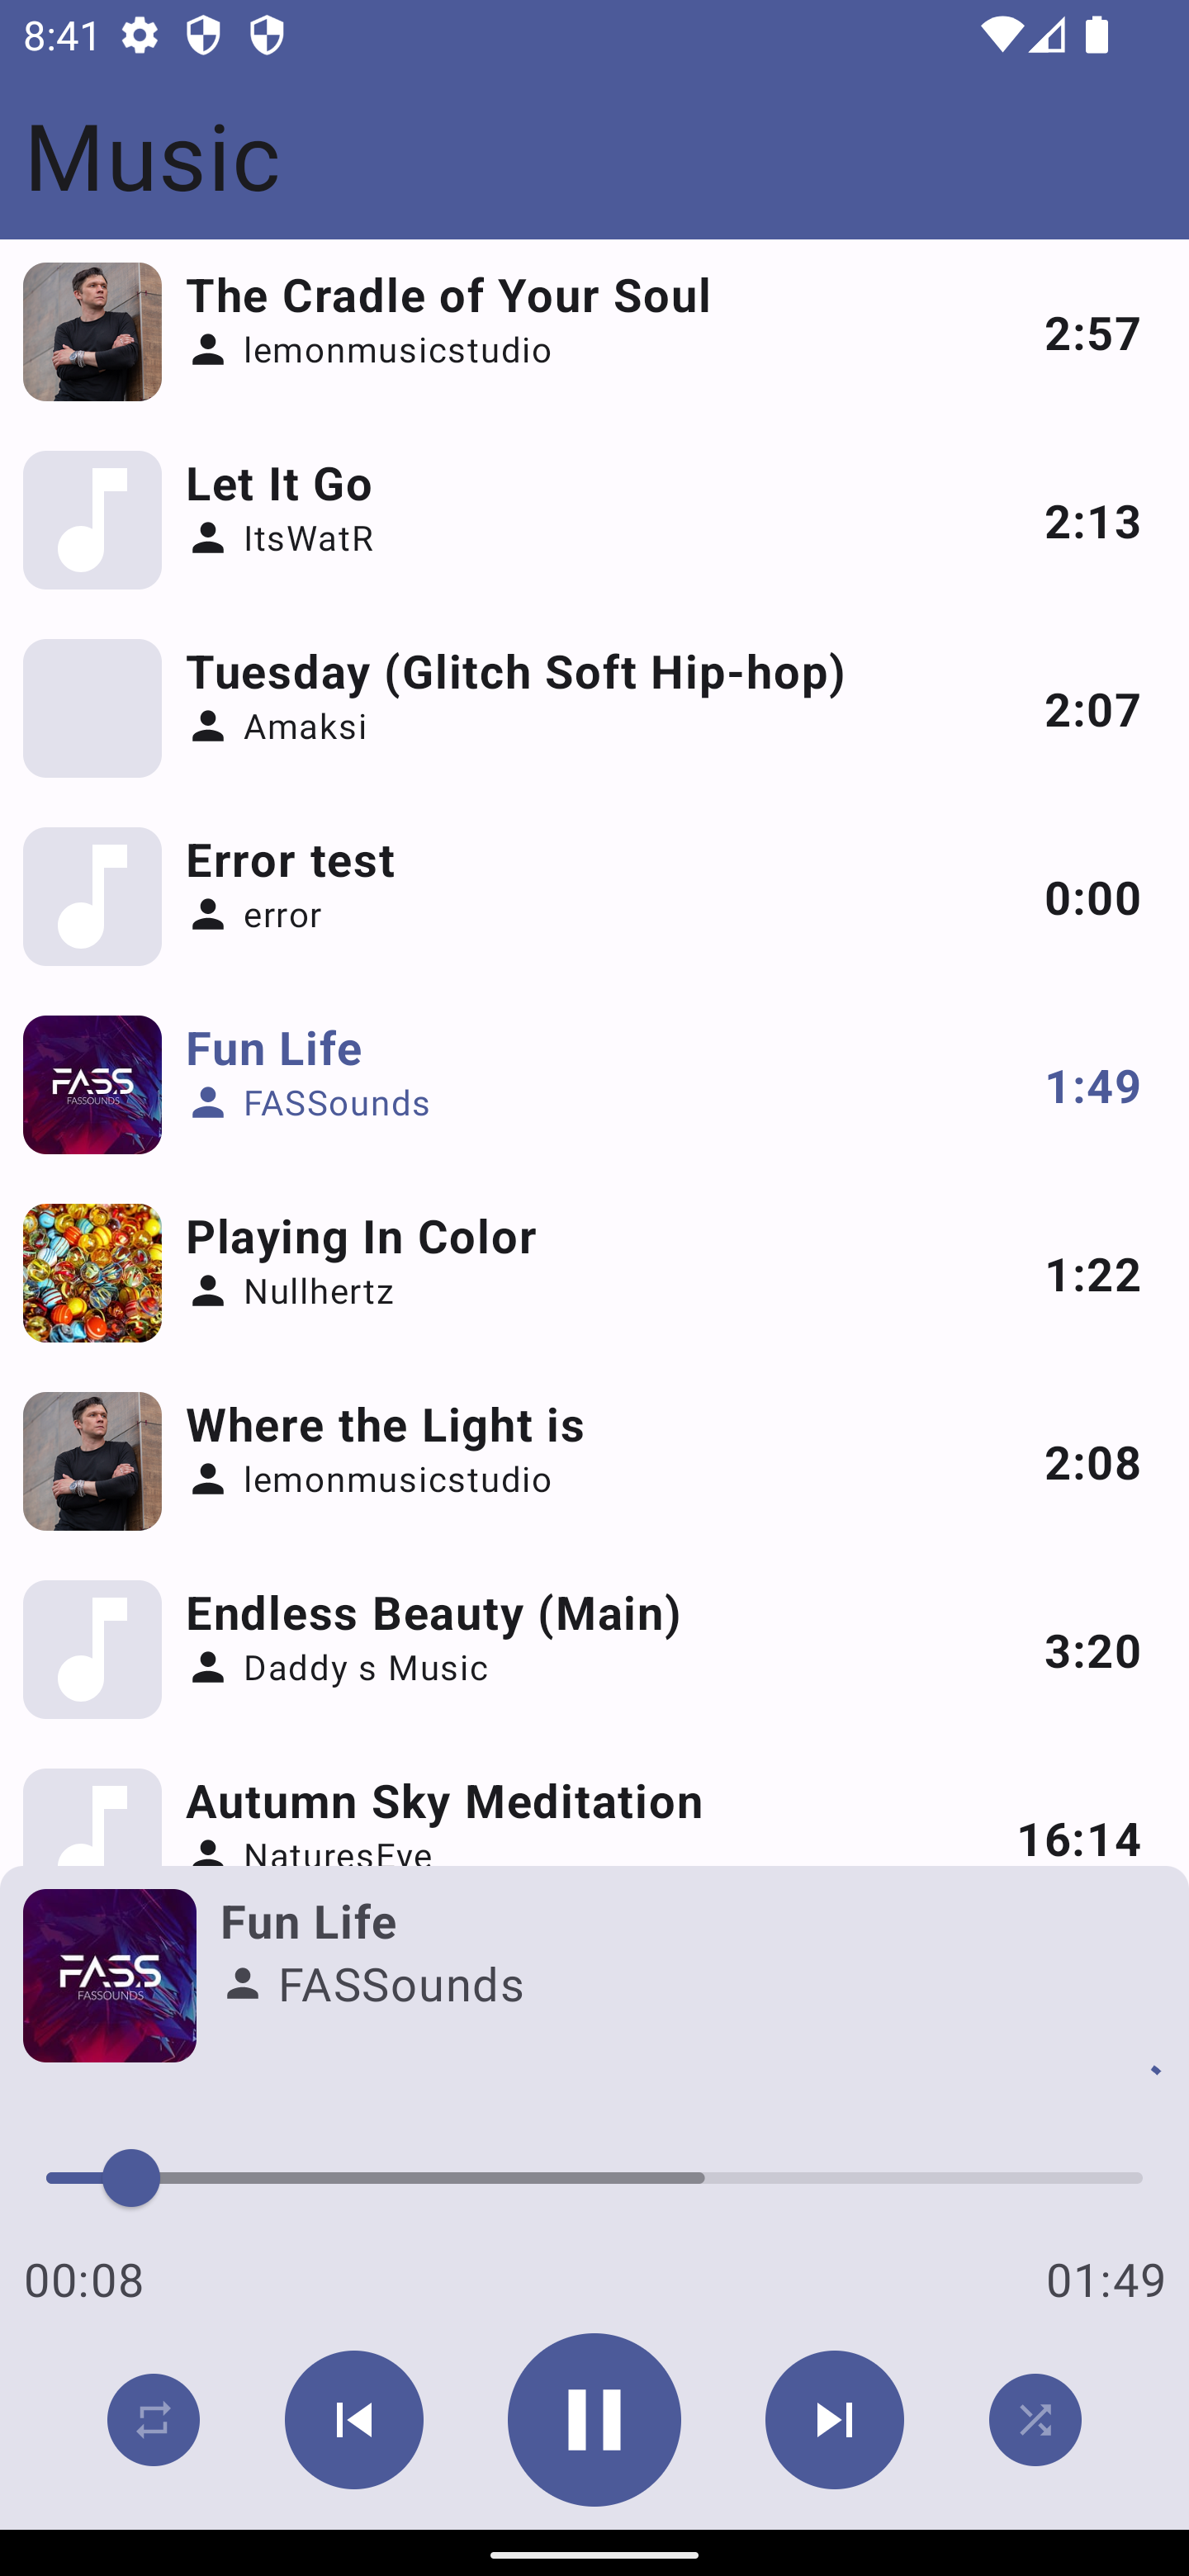 8:41
Music
The Cradle of Your Soul
lemonmusicstudio
2:57
Let It Go
ItsWatR
2:13
Tuesday (Glitch Soft Hip-hop)
Amaksi
2:07
Error test
error
0:00
FASS
FASSOUNDS
Fun Life
FASSounds
1:49
Playing In Color
Nullhertz
1:22
Where the Light is
lemonmusicstudio
2:08
Endless Beauty (Main)
Daddy s Music
3:20
Autumn Sky Meditation
NaturesEye
16:14
FASS
FASSOUNDS
Fun Life
FASSounds
00:08
01:49